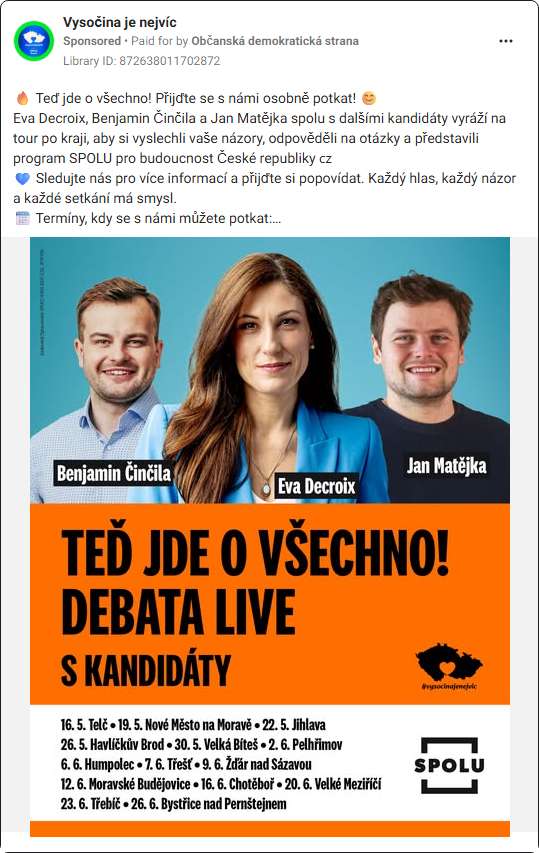 Vysočina je nejvíc
Sponsored • Paid for by Občanská demokratická strana
Library ID: 872638011702872
🔥 Teď jde o všechno! Přijďte se s námi osobně potkat! 😊
Eva Decroix, Benjamin Činčila a Jan Matějka spolu s dalšími kandidáty vyráží na
tour po kraji, aby si vyslechli vaše názory, odpověděli na otázky a představili
program SPOLU pro budoucnost České republiky cz
💙 Sledujte nás pro více informací a přijďte si popovídat. Každý hlas, každý názor
a každé setkání má smysl.
🗓️ Termíny, kdy se s námi můžete potkat:...
Benjamin Činčila
Eva Decroix
Jan Matějka
TEĎ JDE O VŠECHNO!
DEBATA LIVE
S KANDIDÁTY
#vysocinajenejvic
16. 5. Telč • 19. 5. Nové Město na Moravě • 22. 5. Jihlava
26. 5. Havlíčkův Brod • 30. 5. Velká Bíteš • 2. 6. Pelhřimov
6. 6. Humpolec • 7. 6. Třešť • 9. 6. Žďár nad Sázavou
12. 6. Moravské Budějovice • 16. 6. Chotěboř • 20. 6. Velké Meziříčí
23. 6. Třebíč • 26. 6. Bystřice nad Pernštejnem
SPOLU